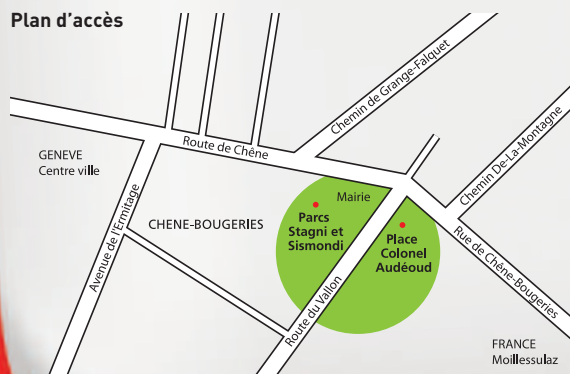 Plan d'accès
Chemin de Grange-Falquet
Route de Chêne
GENEVE
Centre ville
Chemin De-La-Montagne
Mairie
Parcs
Stagni et
Sismondi
CHENE-BOUGERIES
Place
Colonel
Audéoud
Avenue de l'Ermitage
Rue de Chêne-Bougeries
Route du Vallon
FRANCE
Moillessulaz